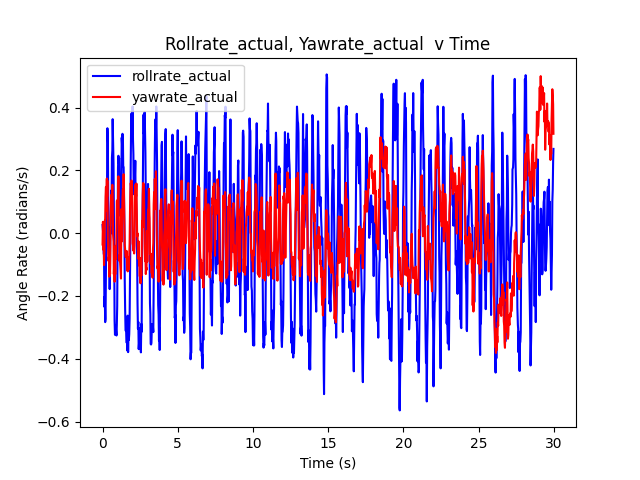 Rollrate_actual, Yawrate_actual  v Time
rollrate_actual
yawrate_actual
Angle Rate (radians/s)
0.4
0.2
0.0
−0.2
−0.4
−0.6
0 5 10 15 20 25 30
Time (s)